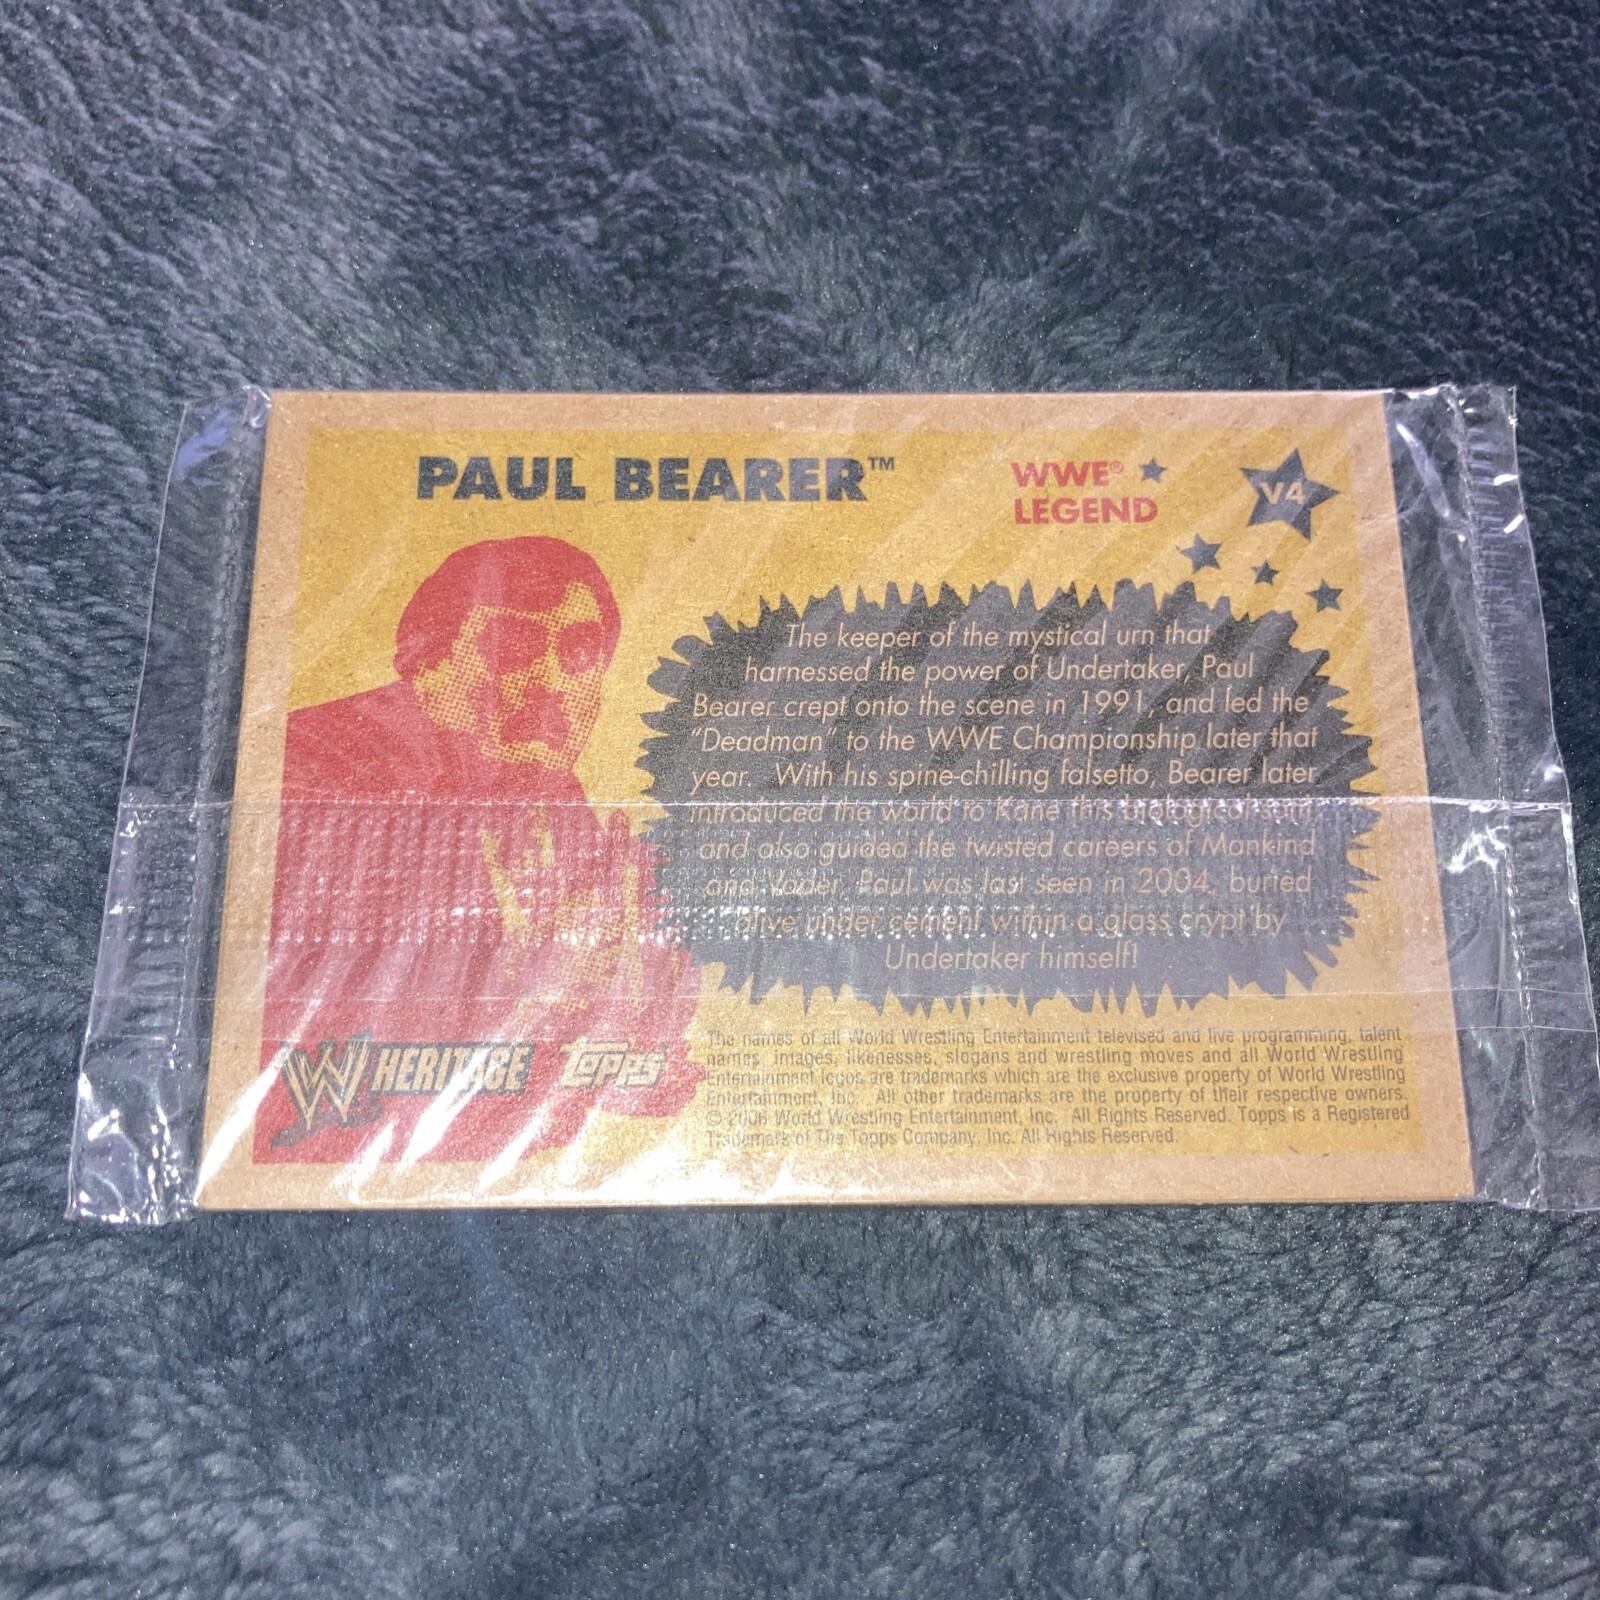 PAUL BEARER™
WWE®
LEGEND
V4
The keeper of the mystical urn that
harnessed the power of Undertaker, Paul
Bearer crept onto the scene in 1991, and led the
"Deadman" to the WWE Championship later that
year. With his spine-chilling falsetto, Bearer later
introduced the world to Kane (his biological son)
and also guided the twisted careers of Mankind
and Vader. Paul was last seen in 2004, buried
alive under cement within a glass crypt by
Undertaker himself!
W HERITAGE
Topps
The names of all World Wrestling Entertainment televised and live programming, talent
names, images, likenesses, slogans and wrestling moves and all World Wrestling
Entertainment logos are trademarks which are the exclusive property of World Wrestling
Entertainment, Inc. All other trademarks are the property of their respective owners.
© 2006 World Wrestling Entertainment, Inc. All Rights Reserved. Topps is a Registered
Trademark of The Topps Company, Inc. All Rights Reserved.